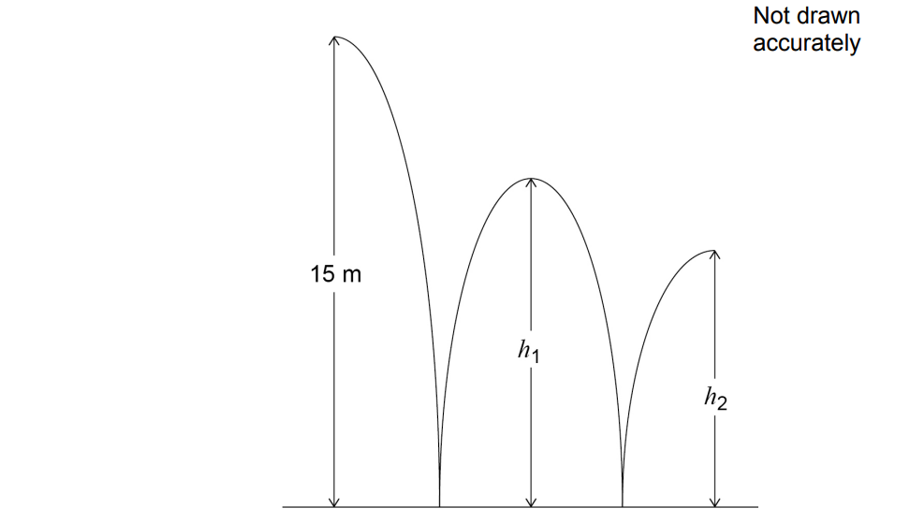 Not drawn
accurately
15 m
h₁
h₂